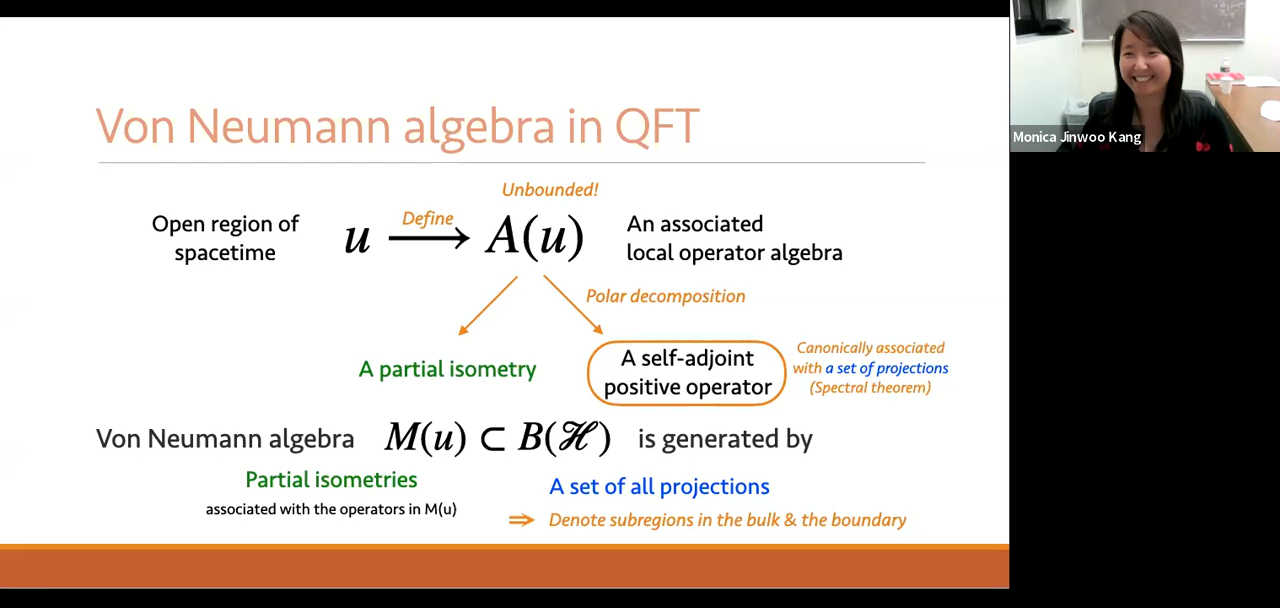 Von Neumann algebra in QFT
Unbounded!
Open region of
spacetime
u
Define
A(u)
An associated
local operator algebra
Polar decomposition
A partial isometry
A self-adjoint
positive operator
Canonically associated
with a set of projections
(Spectral theorem)
Von Neumann algebra M(u) ⊂ B(ℋ) is generated by
Partial isometries
associated with the operators in M(u)
A set of all projections
⇒ Denote subregions in the bulk & the boundary
Monica Jinwoo Kang